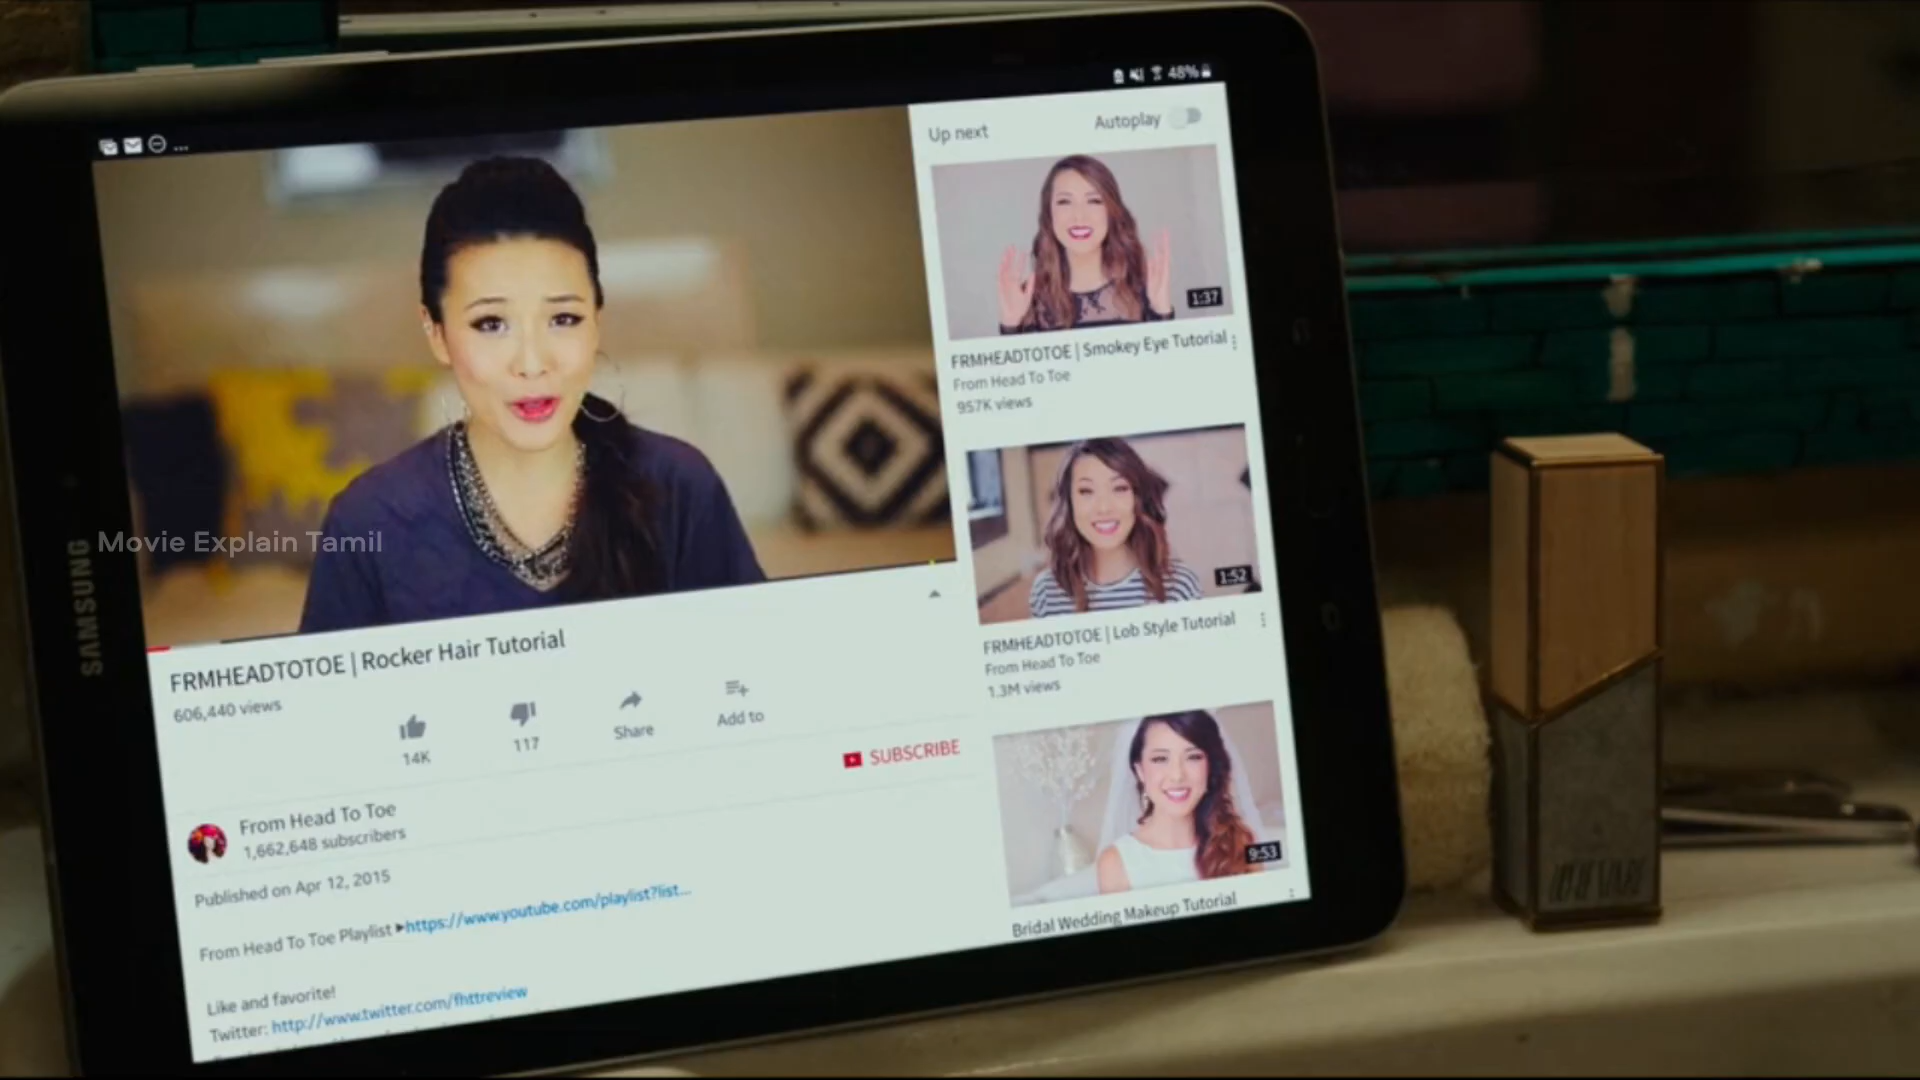 48%
...
Up next
Autoplay
1:37
FRMHEADTOTOE | Smokey Eye Tutorial
From Head To Toe
957K views
1:52
FRMHEADTOTOE | Lob Style Tutorial
From Head To Toe
1.3M views
9:53
Bridal Wedding Makeup Tutorial
Movie Explain Tamil
SAMSUNG
FRMHEADTOTOE | Rocker Hair Tutorial
606,440 views
14K
117
Share
Add to
SUBSCRIBE
From Head To Toe
1,662,648 subscribers
Published on Apr 12, 2015
From Head To Toe Playlist ▶https://www.youtube.com/playlist?list...
Like and favorite!
Twitter: http://www.twitter.com/fhttreview